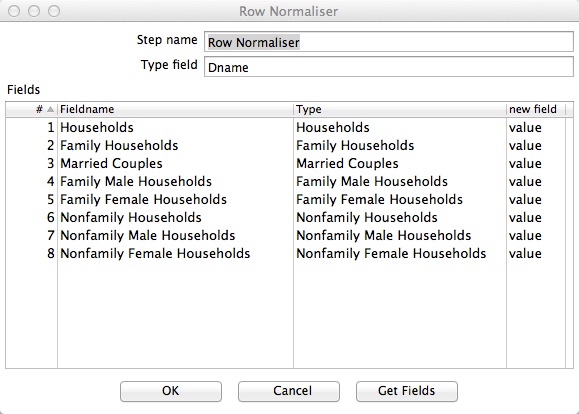 Row Normaliser
Step name Row Normaliser
Type field Dname
Fields
# Fieldname Type new field
1 Households Households value
2 Family Households Family Households value
3 Married Couples Married Couples value
4 Family Male Households Family Male Households value
5 Family Female Households Family Female Households value
6 Nonfamily Households Nonfamily Households value
7 Nonfamily Male Households Nonfamily Male Households value
8 Nonfamily Female Households Nonfamily Female Households value
OK Cancel Get Fields